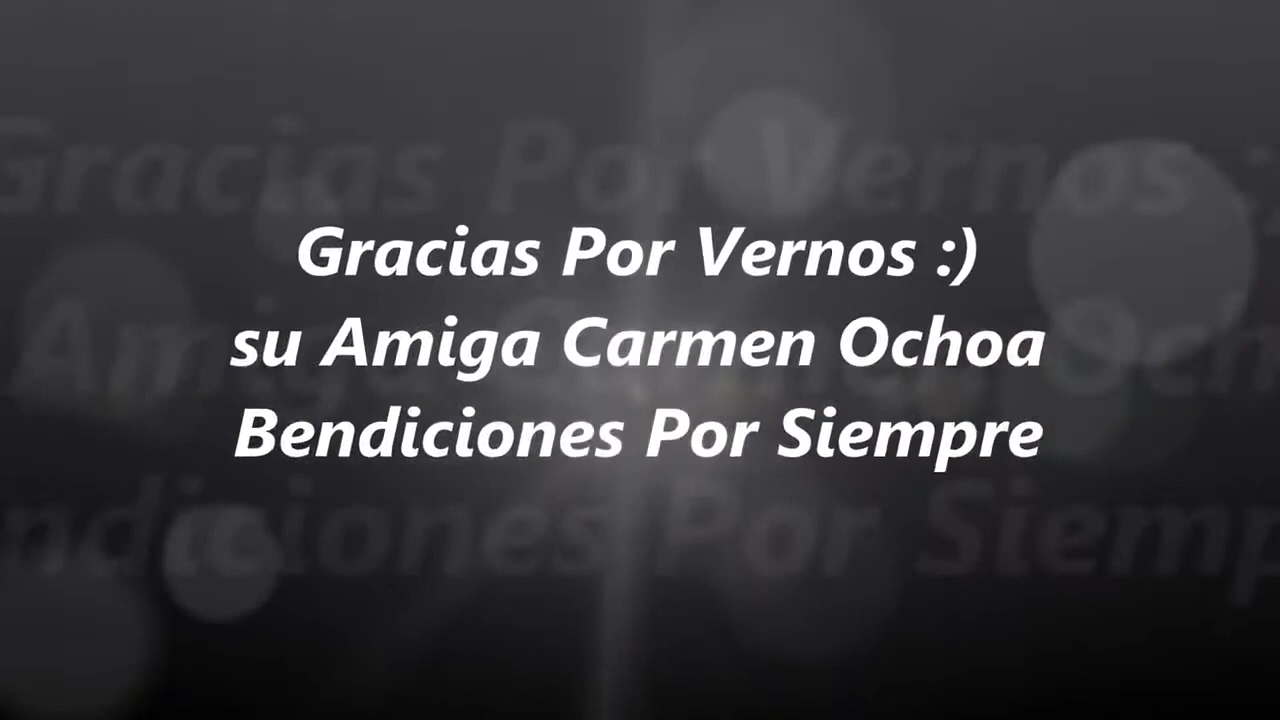 Gracias Por Vernos :)
su Amiga Carmen Ochoa
Bendiciones Por Siempre